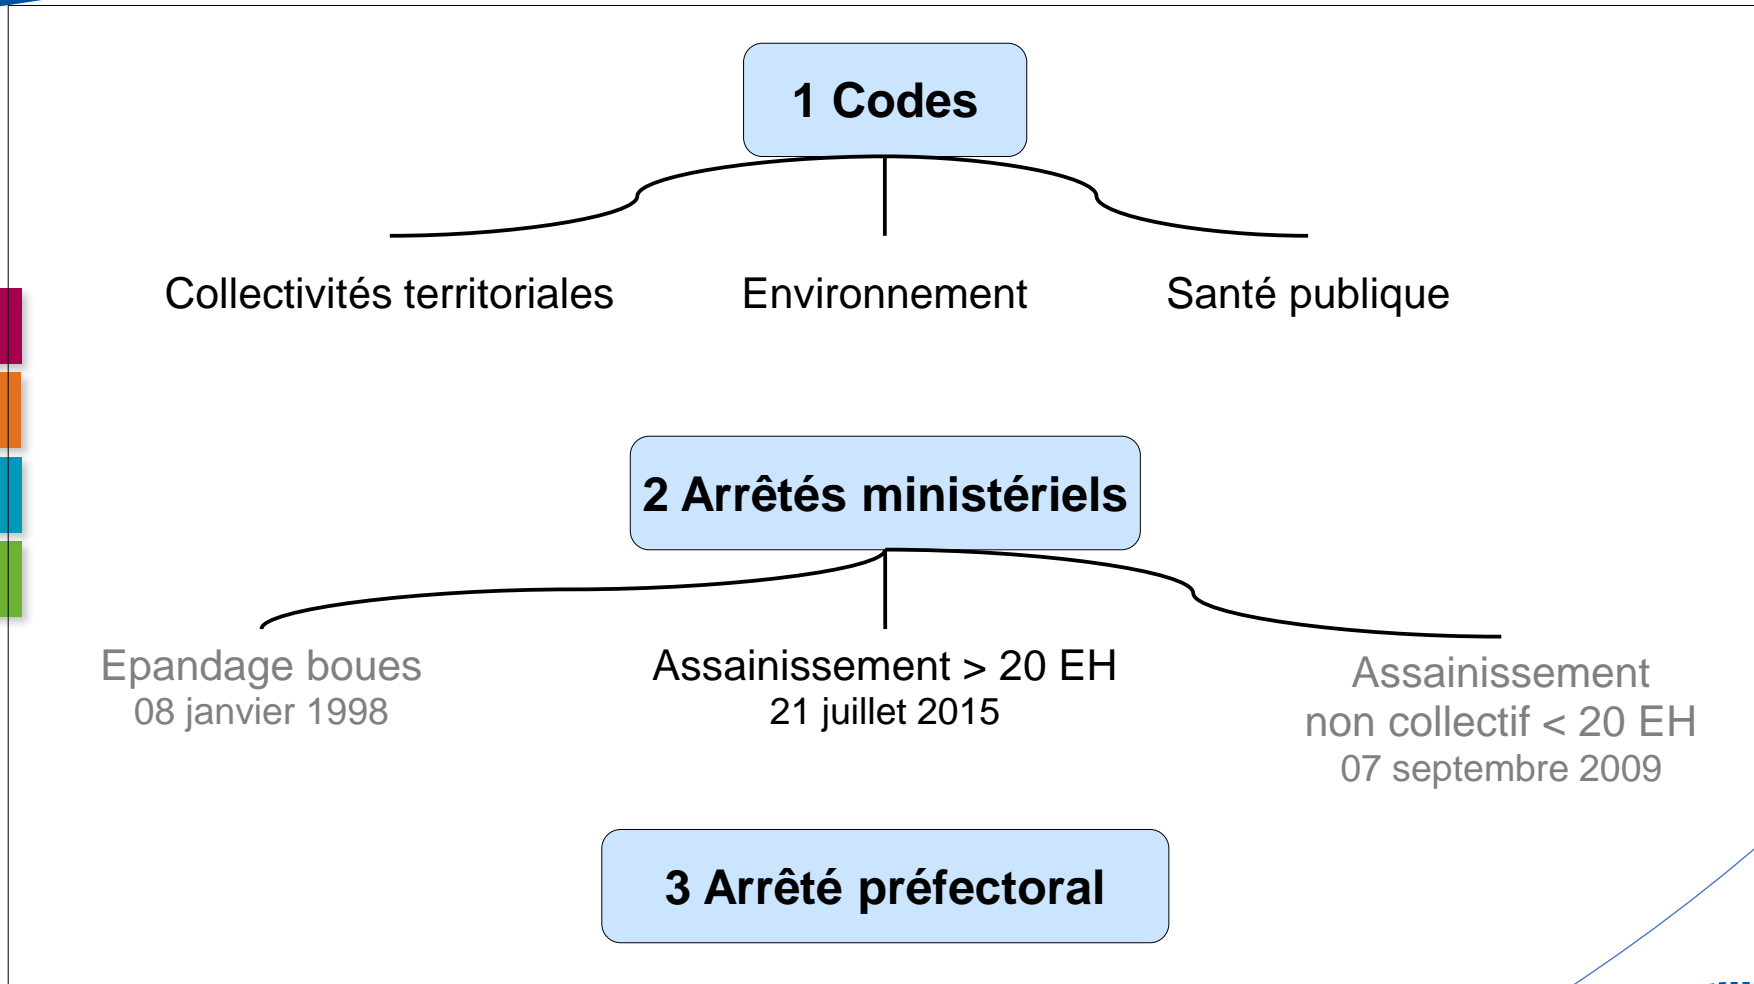 1 Codes
Collectivités territoriales
Environnement
Santé publique
2 Arrêtés ministériels
Epandage boues
08 janvier 1998
Assainissement > 20 EH
21 juillet 2015
Assainissement
non collectif < 20 EH
07 septembre 2009
3 Arrêté préfectoral